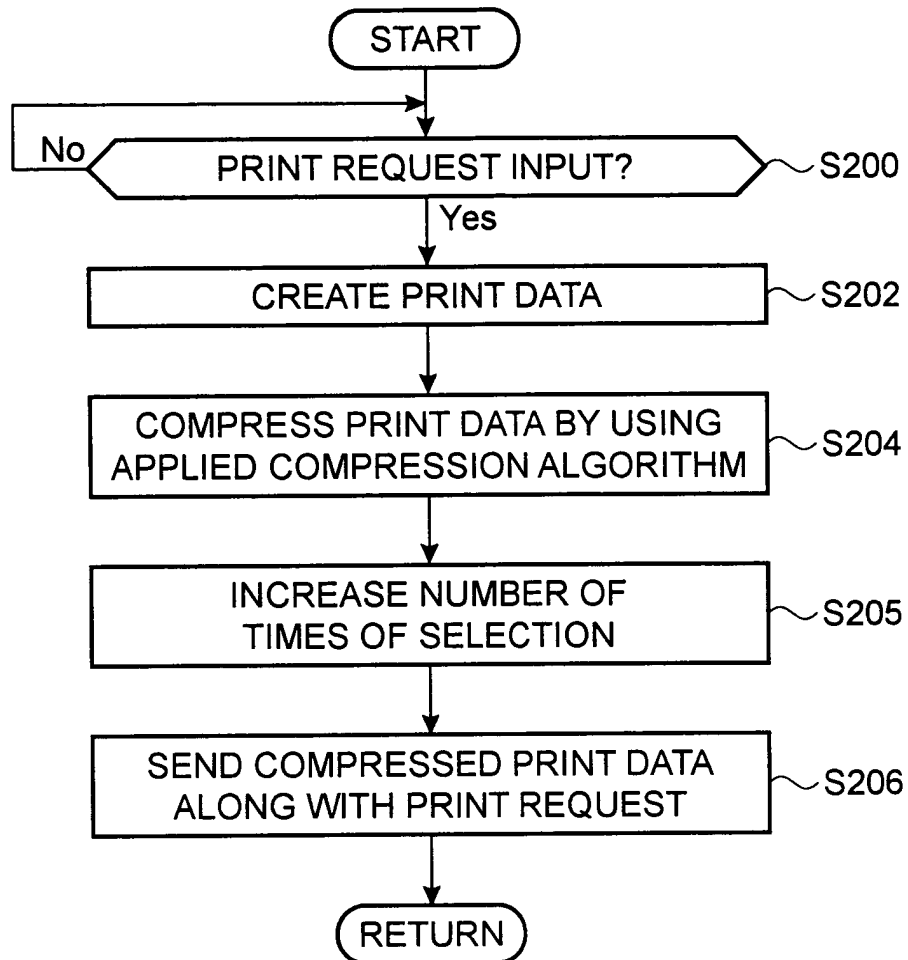 START
No
PRINT REQUEST INPUT?
S200
Yes
CREATE PRINT DATA
S202
COMPRESS PRINT DATA BY USING
APPLIED COMPRESSION ALGORITHM
S204
INCREASE NUMBER OF
TIMES OF SELECTION
S205
SEND COMPRESSED PRINT DATA
ALONG WITH PRINT REQUEST
S206
RETURN